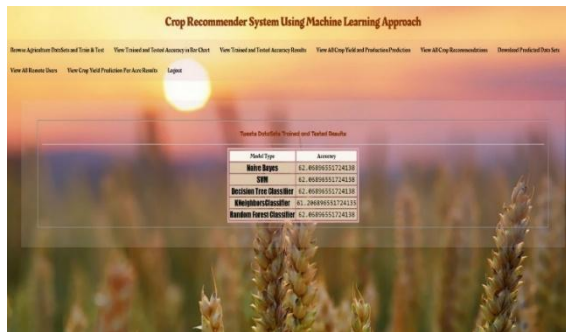 Crop Recommender System Using Machine Learning Approach
Browse Agriculture DataSets and Train & Test View Trained and Tested Accuracy in Bar Chart View Trained and Tested Accuracy Results View All Crop Yield and Production Prediction View All Crop Recommendations Download Predicted Data Sets
View All Remote Users View Crop Yield Prediction Per Acre Results Logout
DataSets Trained and Tested Results
Model Type Accuracy
Naive Bayes 62.06896551724138
SVM 62.06896551724138
Decision Tree Classifier 62.06896551724138
KNeighborsClassifier 61.206896551724135
Random Forest Classifier 62.06896551724138